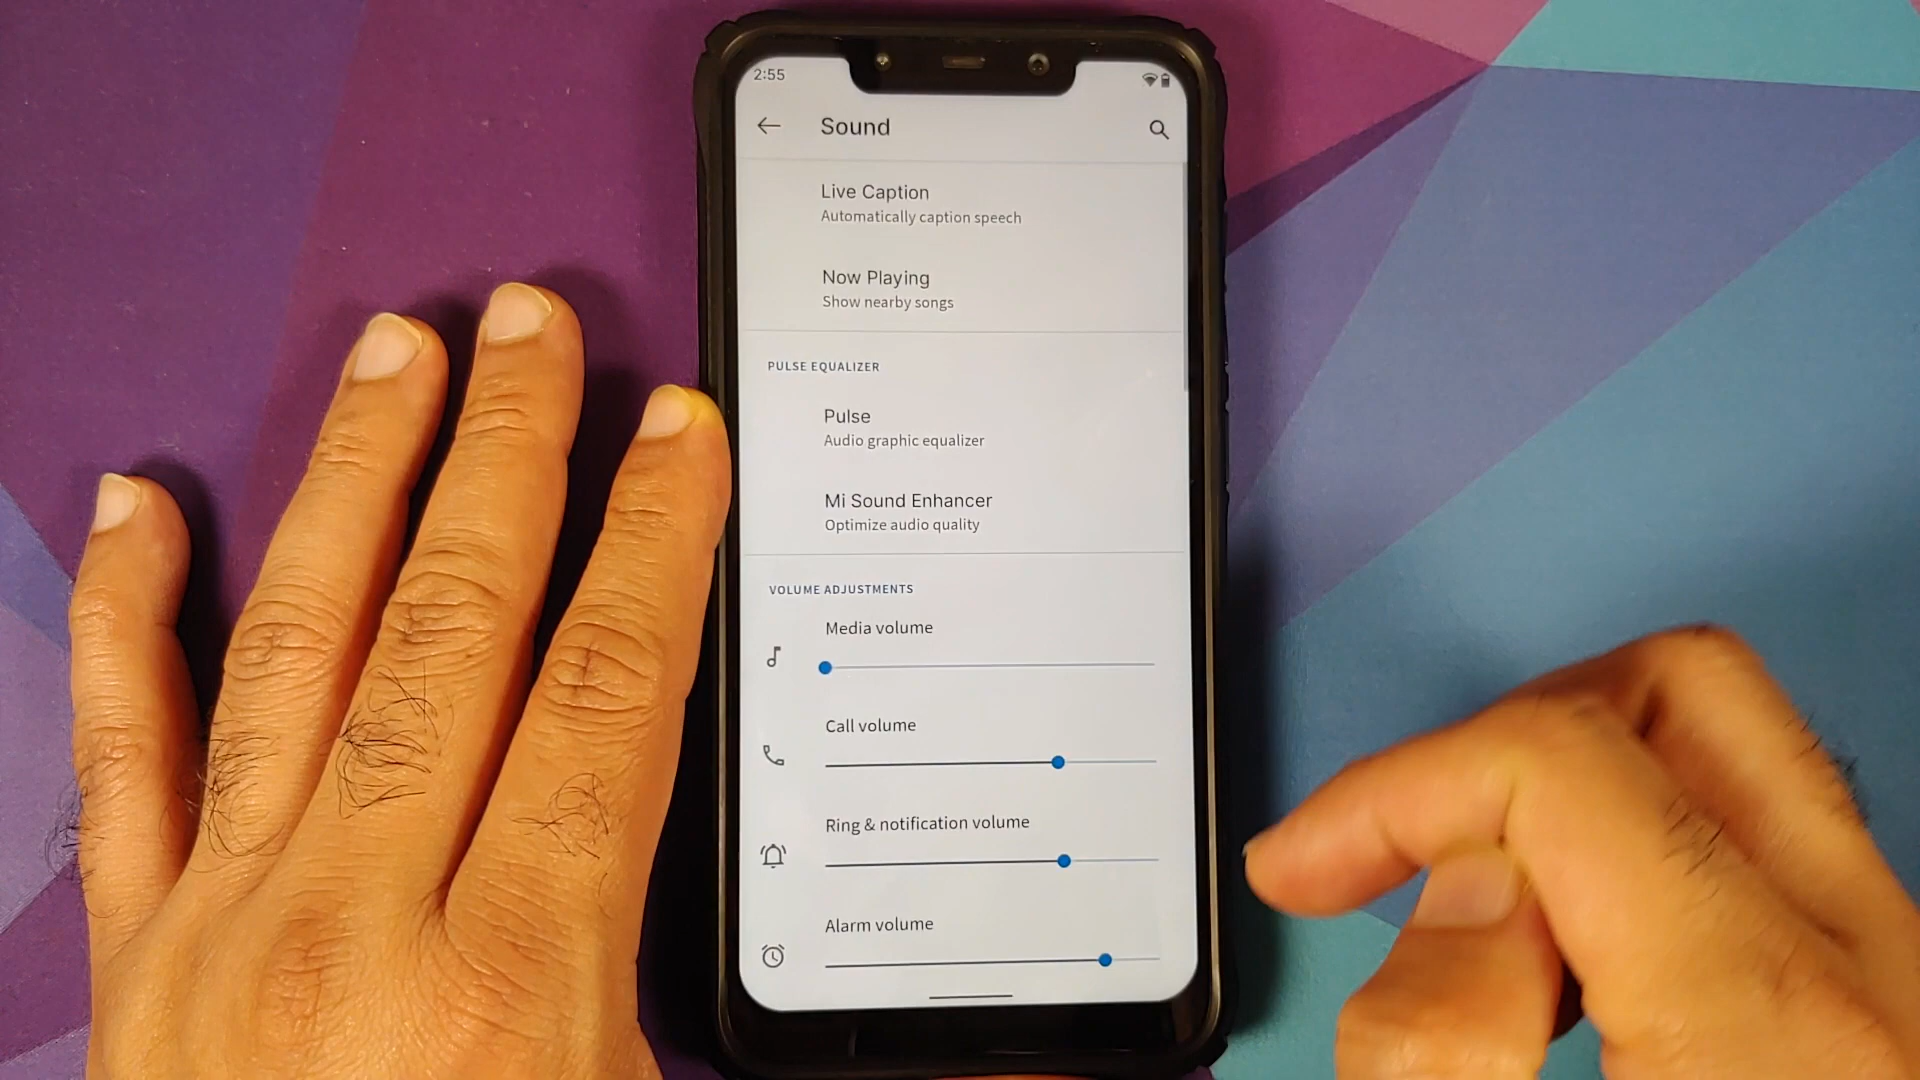 2:55
Sound
Live Caption
Automatically caption speech
Now Playing
Show nearby songs
PULSE EQUALIZER
Pulse
Audio graphic equalizer
Mi Sound Enhancer
Optimize audio quality
VOLUME ADJUSTMENTS
Media volume
Call volume
Ring & notification volume
Alarm volume